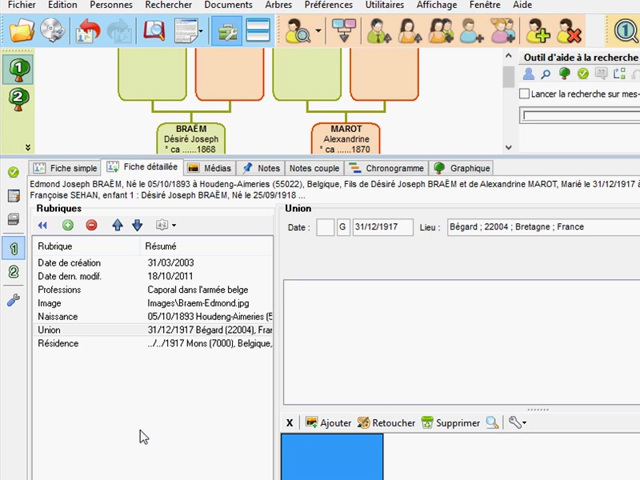 Fichier Edition Personnes Rechercher Documents Arbres Préférences Utilitaires Affichage Fenêtre Aide
1
1
2
BRAËM
Désiré Joseph
° ca ...1868
MAROT
Alexandrine
° ca ...1870
Outil d'aide à la recherche
Lancer la recherche sur mes-
Fiche simple Fiche détaillée Médias Notes Notes couple Chronogramme Graphique
Edmond Joseph BRAËM, Né le 05/10/1893 à Houdeng-Aimeries (55022), Belgique, Fils de Désiré Joseph BRAËM et de Alexandrine MAROT, Marié le 31/12/1917 à
Françoise SEHAN, enfant 1 : Désiré Joseph BRAËM, Né le 25/09/1918 ...
Rubriques
Union
Date : G 31/12/1917 Lieu : Bégard ; 22004 ; Bretagne ; France
Rubrique Résumé
Date de création 31/03/2003
Date dern. modif. 18/10/2011
Professions Caporal dans l'armée belge
Image Images\Braem-Edmond.jpg
Naissance 05/10/1893 Houdeng-Aimeries (5
Union 31/12/1917 Bégard (22004), Frar
Résidence ../../1917 Mons (7000), Belgique,
1
2
X Ajouter Retoucher Supprimer